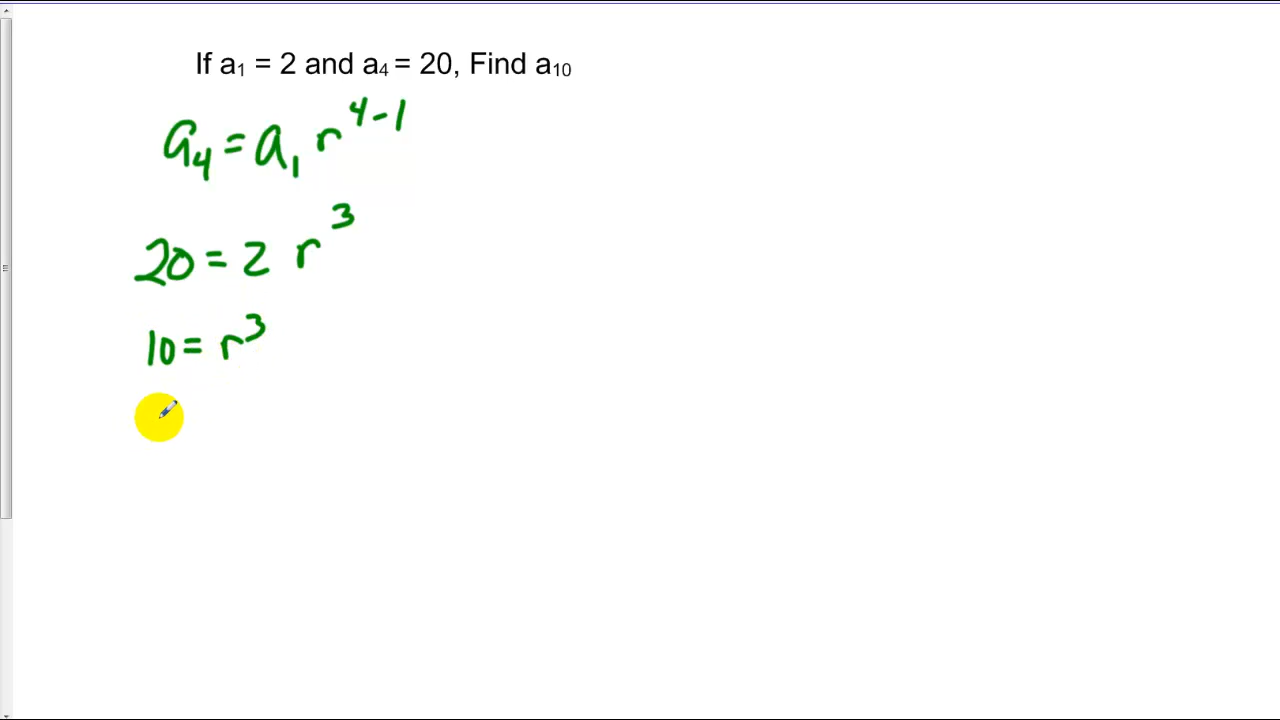 If a₁ = 2 and a₄ = 20, Find a₁₀
a₄ = a₁ r⁴⁻¹
20 = 2 r³
10 = r³